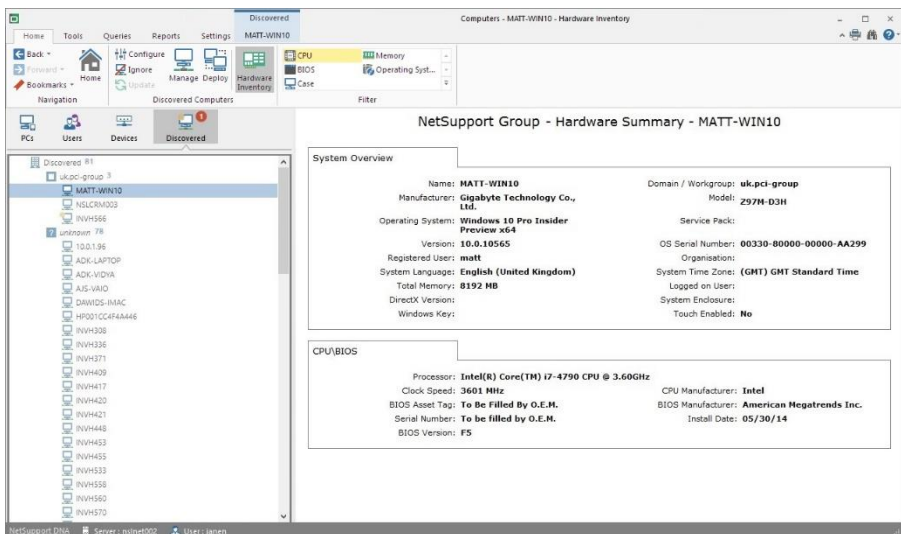 Discovered
Computers - MATT-WIN10 - Hardware Inventory
Home Tools Queries Reports Settings MATT-WIN10
Back
Forward
Bookmarks
Home
Navigation
Configure
Ignore
Update
Manage Deploy
Discovered Computers
Hardware Inventory
CPU
BIOS
Case
Memory
Operating Syst...
Filter
PCs Users Devices Discovered
Discovered 81
uk.pci-group 3
MATT-WIN10
NSLCRM003
INVH566
unknown 78
10.0.1.96
ADK-LAPTOP
ADK-VIDYA
AJS-VAIO
DAWIDS-IMAC
HP001CC4F4A446
INVH308
INVH336
INVH371
INVH409
INVH417
INVH420
INVH421
INVH448
INVH453
INVH455
INVH533
INVH558
INVH560
INVH570
NetSupport Group - Hardware Summary - MATT-WIN10
System Overview
Name: MATT-WIN10 Domain / Workgroup: uk.pci-group
Manufacturer: Gigabyte Technology Co., Ltd. Model: Z97M-D3H
Operating System: Windows 10 Pro Insider Preview x64 Service Pack:
Version: 10.0.10565 OS Serial Number: 00330-80000-00000-AA299
Registered User: matt Organisation:
System Language: English (United Kingdom) System Time Zone: (GMT) GMT Standard Time
Total Memory: 8192 MB Logged on User:
DirectX Version: System Enclosure:
Windows Key: Touch Enabled: No
CPU\BIOS
Processor: Intel(R) Core(TM) i7-4790 CPU @ 3.60GHz
Clock Speed: 3601 MHz CPU Manufacturer: Intel
BIOS Asset Tag: To Be Filled By O.E.M. BIOS Manufacturer: American Megatrends Inc.
Serial Number: To be filled by O.E.M. Install Date: 05/30/14
BIOS Version: F5
NetSupport DNA Server : nslnet002 User : janen